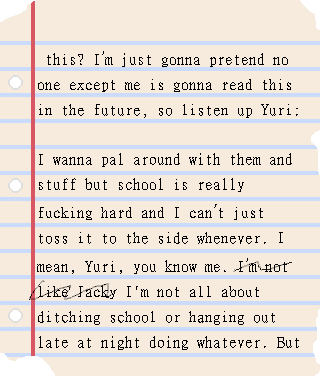 this? I'm just gonna pretend no
one except me is gonna read this
in the future, so listen up Yuri:
I wanna pal around with them and
stuff but school is really
fucking hard and I can't just
toss it to the side whenever. I
mean, Yuri, you know me. I'm not
like Jacky I'm not all about
ditching school or hanging out
late at night doing whatever. But